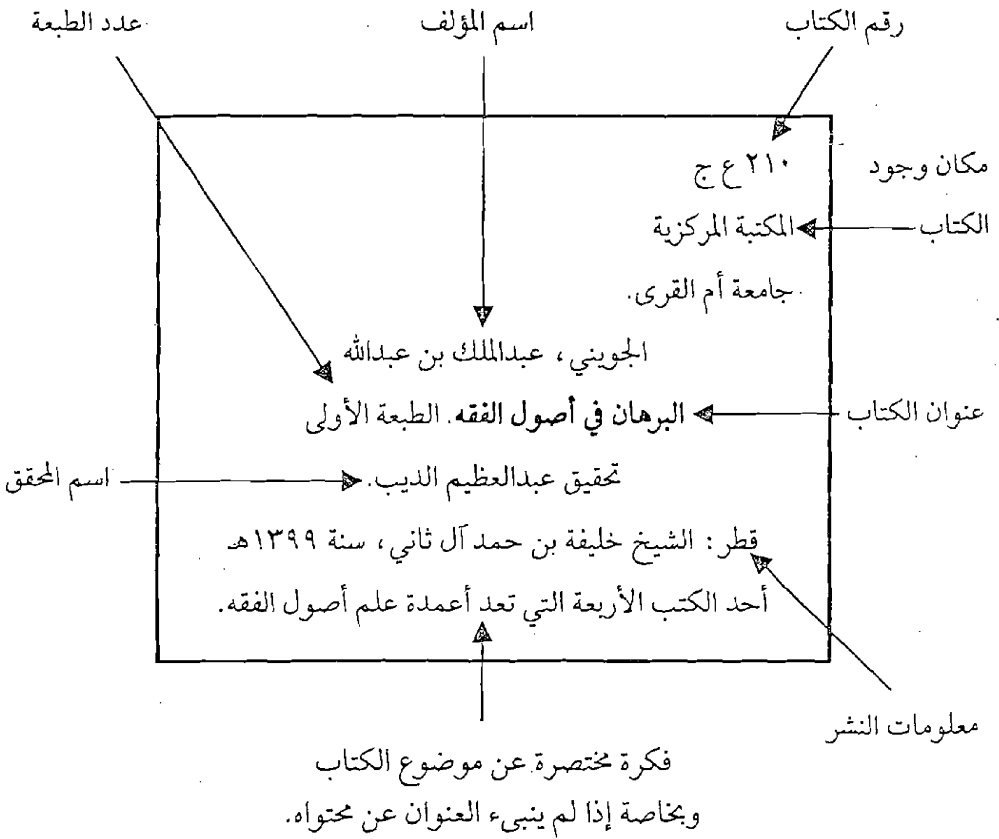 رقم الكتاب
اسم المؤلف
عدد الطبعة
مكان وجود
الكتاب
٢١٠ ع ج
المكتبة المركزية
جامعة أم القرى.
الجويني، عبدالملك بن عبدالله
عنوان الكتاب
البرهان في أصول الفقه. الطبعة الأولى
تحقيق عبدالعظيم الذيب.
اسم المحقق
قطر: الشيخ خليفة بن حمد آل ثاني، سنة ١٣٩٩هـ
أحد الكتب الأربعة التي تعد أعمدة علم أصول الفقه.
معلومات النشر
فكرة مختصرة عن موضوع الكتاب
وبخاصة إذا لم ينبىء العنوان عن محتواه.